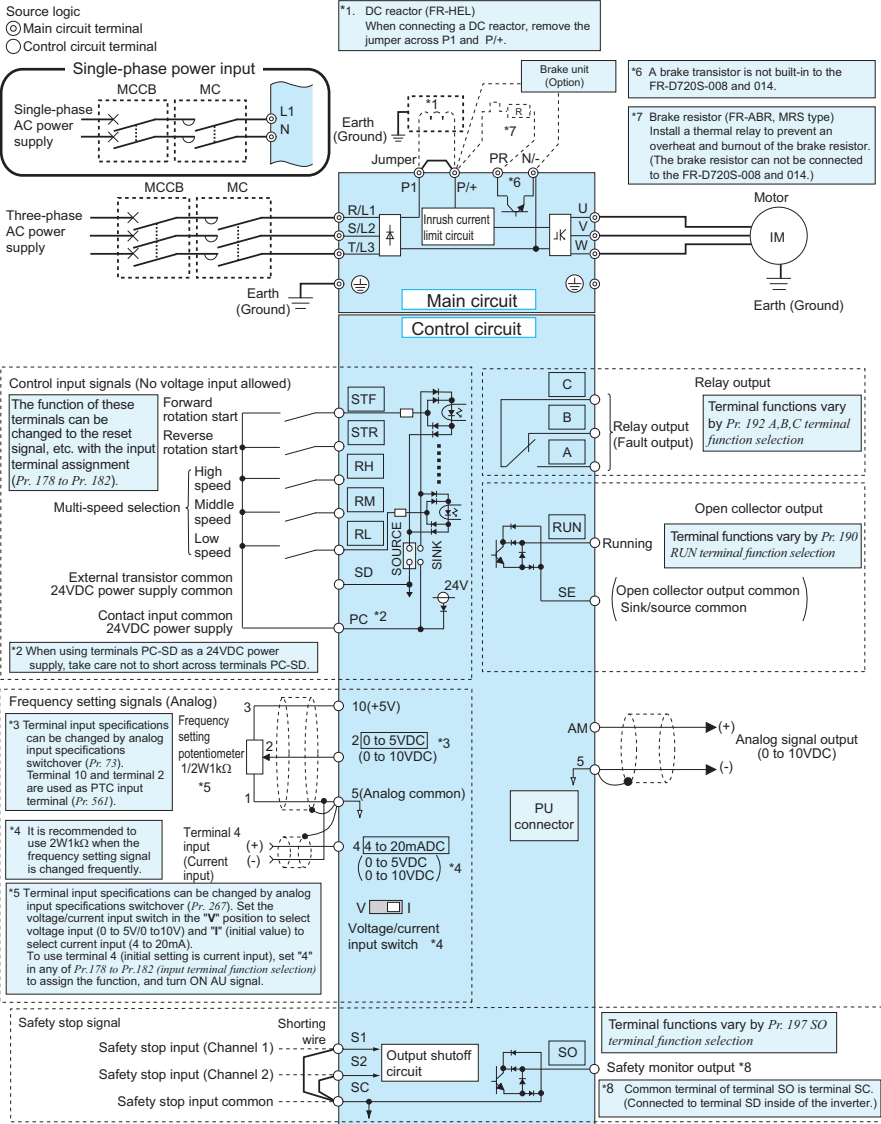 Source logic
Main circuit terminal
Control circuit terminal
*1. DC reactor (FR-HEL)
When connecting a DC reactor, remove the
jumper across P1 and P/+.
Single-phase power input
MCCB MC
Single-phase
AC power
supply
L1
N
Brake unit
(Option)
*6 A brake transistor is not built-in to the
FR-D720S-008 and 014.
*7 Brake resistor (FR-ABR, MRS type)
Install a thermal relay to prevent an
overheat and burnout of the brake resistor.
(The brake resistor can not be connected
to the FR-D720S-008 and 014.)
*1
Earth
(Ground)
R
*7
Jumper
PR N/-
P1 P/+ *6
MCCB MC
Three-phase
AC power
supply
R/L1
S/L2
T/L3
Inrush current
limit circuit
U
V
W
Motor
IM
Earth
(Ground)
Earth (Ground)
Main circuit
Control circuit
Control input signals (No voltage input allowed)
The function of these
terminals can be
changed to the reset
signal, etc. with the input
terminal assignment
(Pr. 178 to Pr. 182).
Forward
rotation start
Reverse
rotation start
Multi-speed selection
High
speed
Middle
speed
Low
speed
STF
STR
RH
RM
RL
SD
PC *2
SOURCE
SINK
24V
External transistor common
24VDC power supply common
Contact input common
24VDC power supply
*2 When using terminals PC-SD as a 24VDC power
supply, take care not to short across terminals PC-SD.
C
B
A
Relay output
Relay output
(Fault output)
Terminal functions vary
by Pr. 192 A,B,C terminal
function selection
Open collector output
RUN
Running
Terminal functions vary by Pr. 190
RUN terminal function selection
SE
Open collector output common
Sink/source common
Frequency setting signals (Analog)
*3 Terminal input specifications
can be changed by analog
input specifications
switchover (Pr. 73).
Terminal 10 and terminal 2
are used as PTC input
terminal (Pr. 561).
Frequency
setting
potentiometer
1/2W1kΩ
*5
3
2
1
10(+5V)
2 0 to 5VDC *3
(0 to 10VDC)
5(Analog common)
*4 It is recommended to
use 2W1kΩ when the
frequency setting signal
is changed frequently.
Terminal 4
input
(Current
input)
(+)
(-)
4 4 to 20mADC
(0 to 5VDC
0 to 10VDC) *4
*5 Terminal input specifications can be changed by analog
input specifications switchover (Pr. 267). Set the
voltage/current input switch in the "V" position to select
voltage input (0 to 5V/0 to10V) and "I" (initial value) to
select current input (4 to 20mA).
To use terminal 4 (initial setting is current input), set "4"
in any of Pr.178 to Pr.182 (input terminal function selection)
to assign the function, and turn ON AU signal.
V I
Voltage/current
input switch *4
AM
(+)
Analog signal output
(0 to 10VDC)
5
(-)
PU
connector
Safety stop signal
Shorting
wire
Safety stop input (Channel 1)
Safety stop input (Channel 2)
Safety stop input common
S1
S2
SC
Output shutoff
circuit
SO
Terminal functions vary by Pr. 197 SO
terminal function selection
Safety monitor output *8
*8 Common terminal of terminal SO is terminal SC.
(Connected to terminal SD inside of the inverter.)